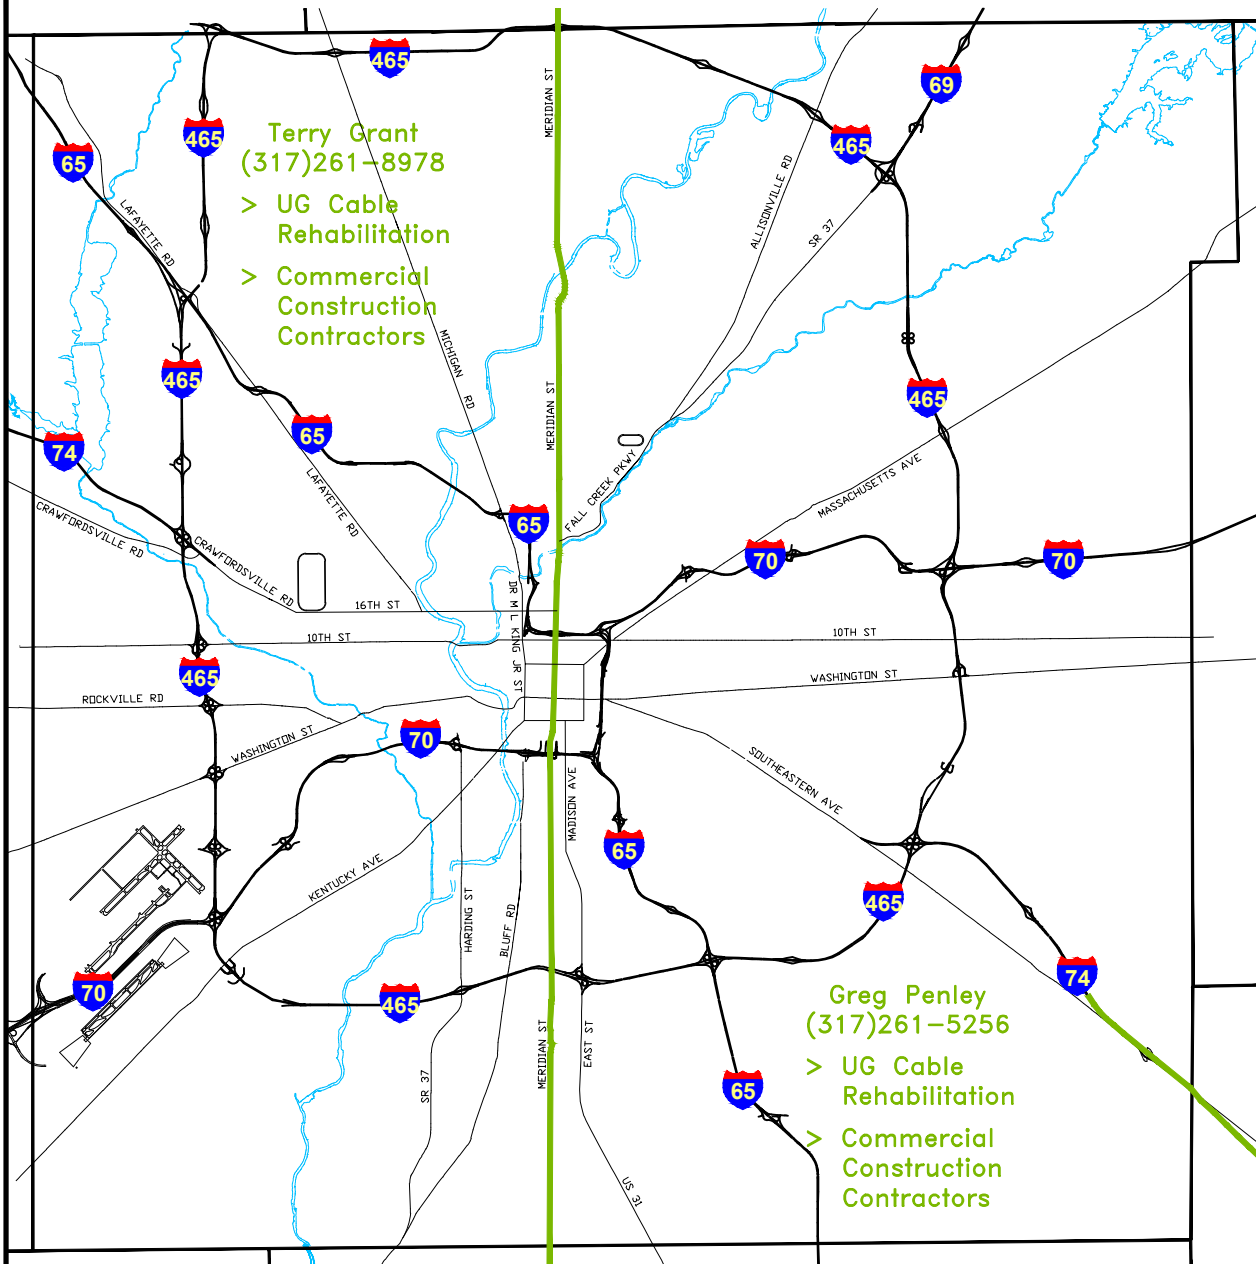 465
69
465
465
65
MERIDIAN ST
Terry Grant
(317)261-8978
> UG Cable
Rehabilitation
> Commercial
Construction
Contractors
LAFAYETTE RD
ALLISONVILLE RD
SR 37
465
MICHIGAN RD
MERIDIAN ST
465
65
74
LAFAYETTE RD
FALL CREEK PKWY
MASSACHUSETTS AVE
65
CRAWFORDSVILLE RD
CRAWFORDSVILLE RD
70
70
16TH ST
10TH ST
DR M L KING JR ST
10TH ST
465
WASHINGTON ST
ROCKVILLE RD
WASHINGTON ST
70
MADISON AVE
SOUTHEASTERN AVE
65
KENTUCKY AVE
HARDING ST
BLUFF RD
465
70
465
74
Greg Penley
(317)261-5256
> UG Cable
Rehabilitation
> Commercial
Construction
Contractors
SR 37
MERIDIAN ST
EAST ST
65
US 31